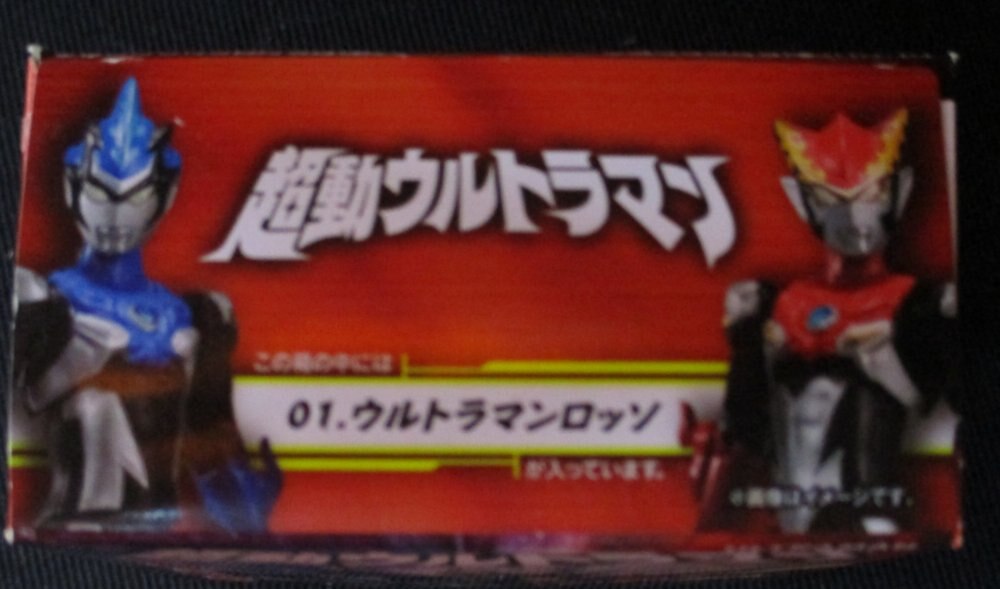 超動ウルトラマン
この箱の中には
01.ウルトラマンロッソ
が入っています。
※画像はイメージです。